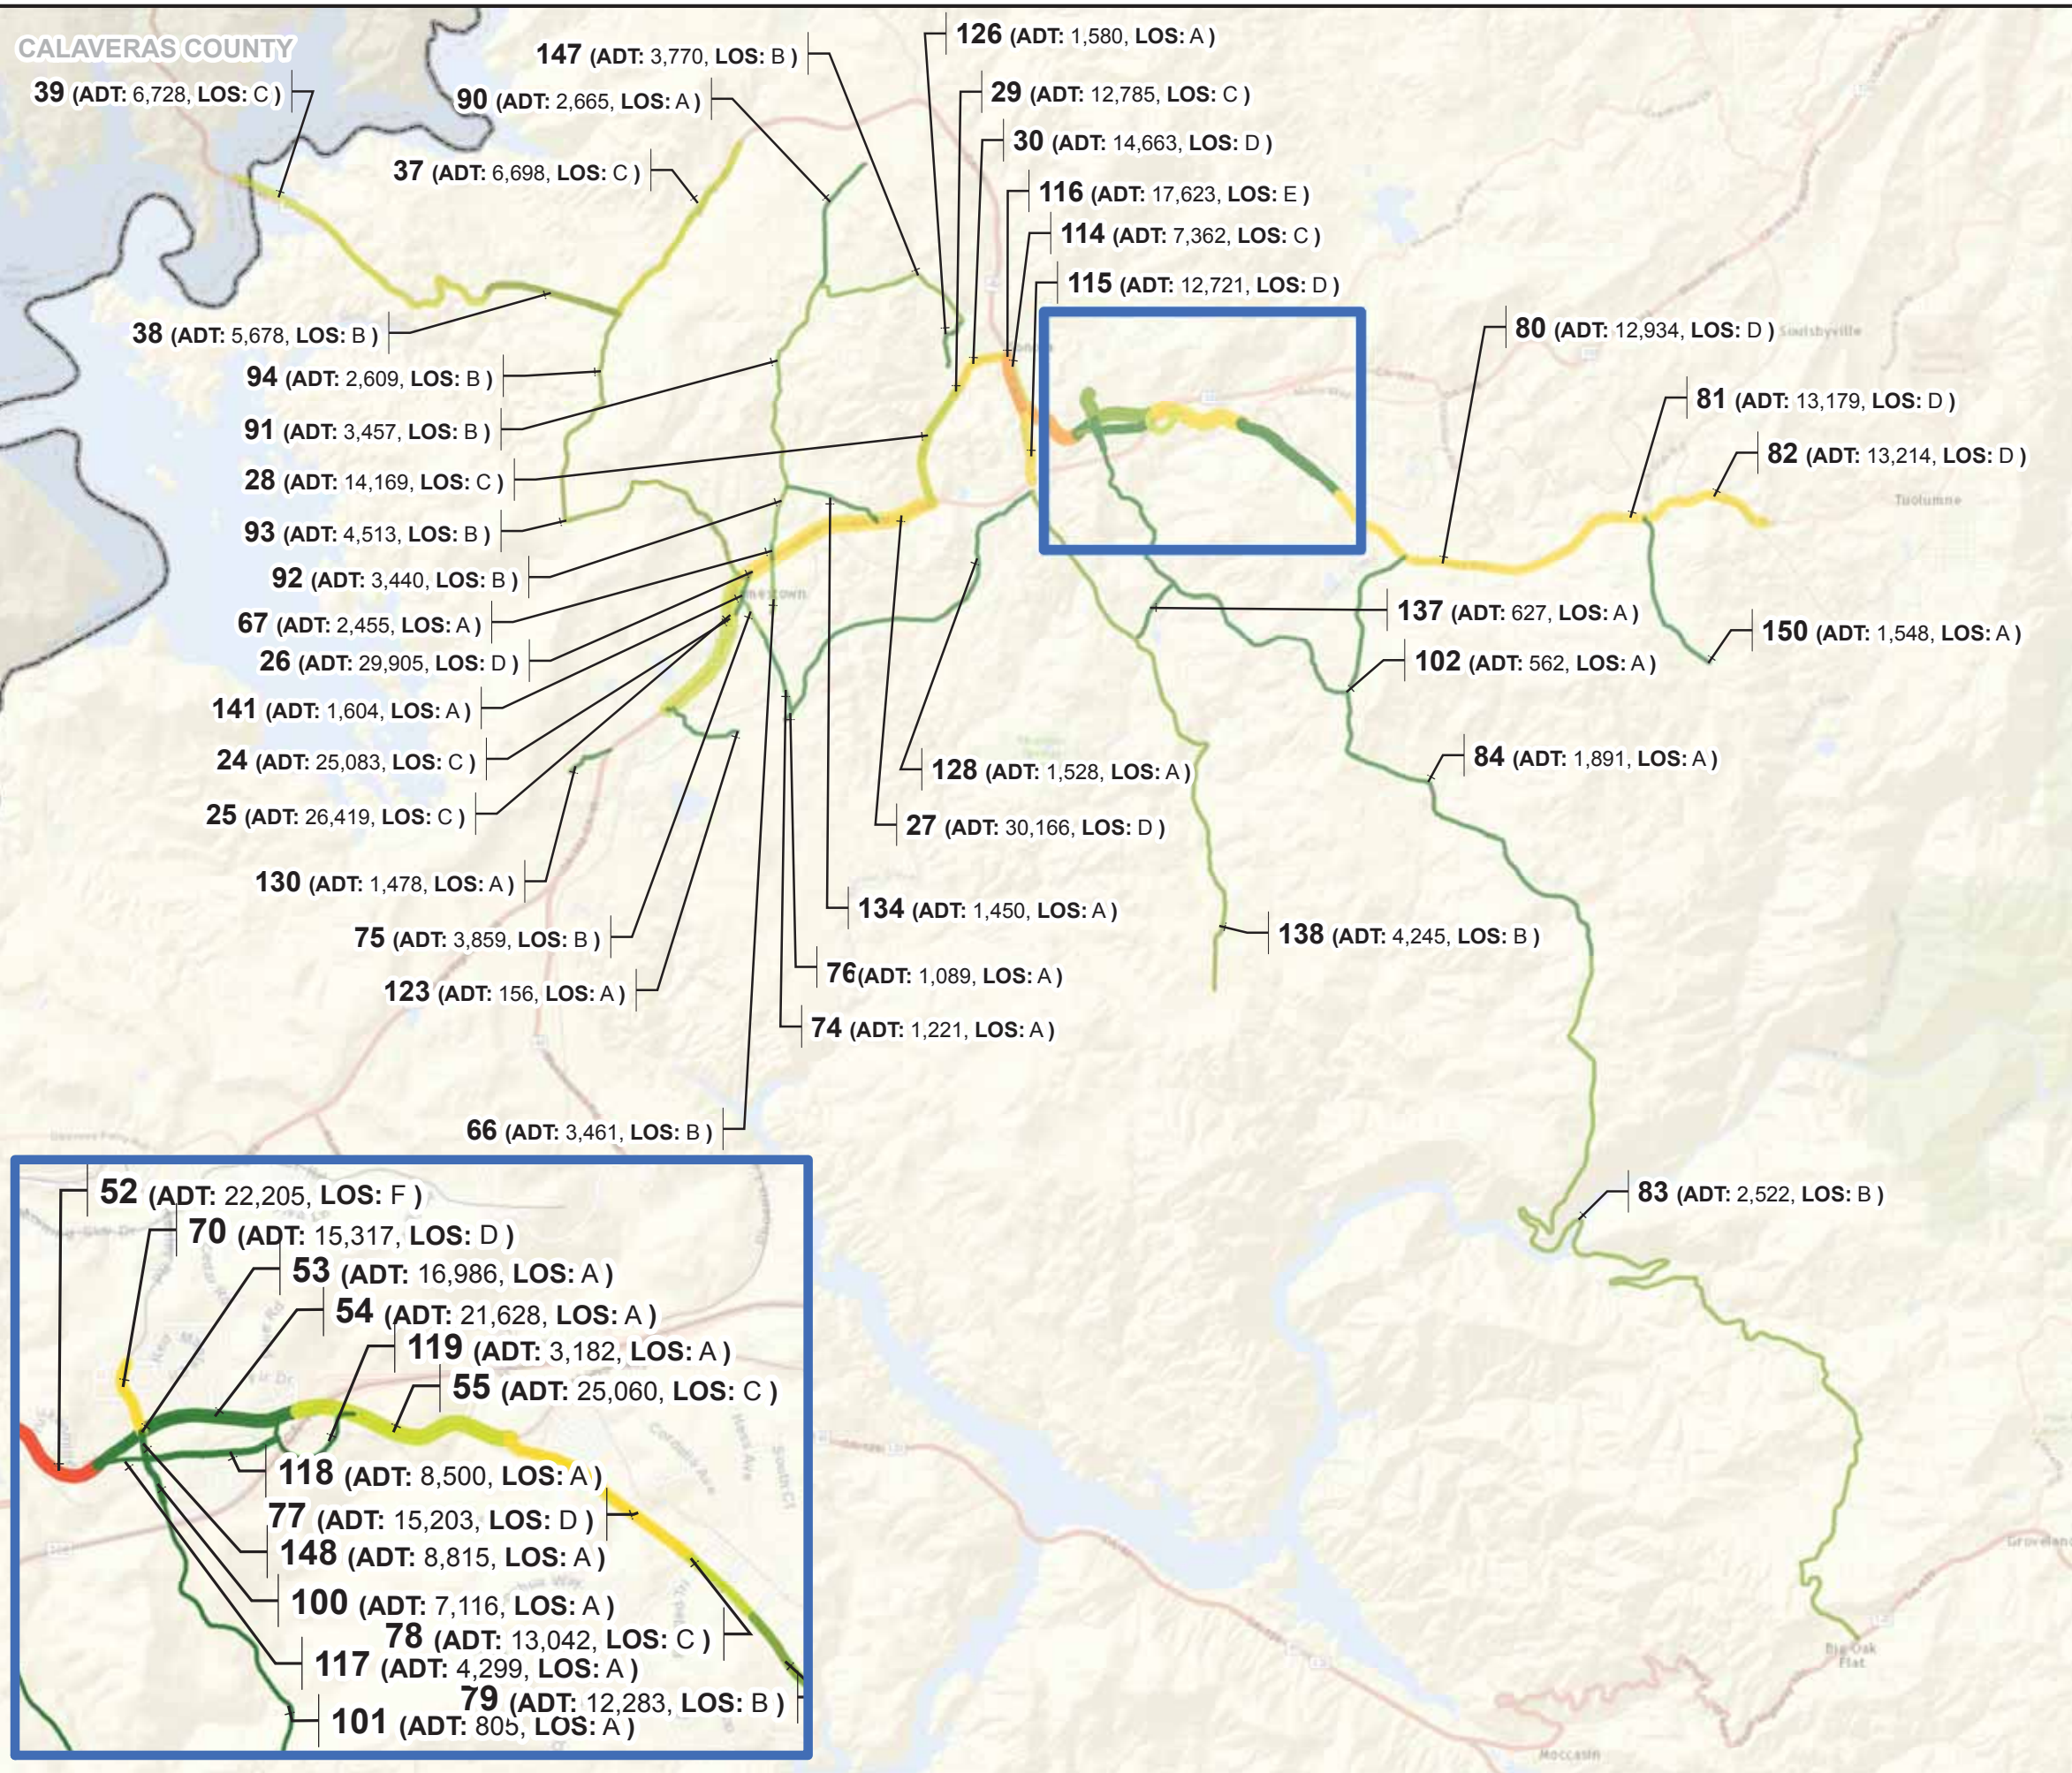 CALAVERAS COUNTY
39 (ADT: 6,728, LOS: C )
147 (ADT: 3,770, LOS: B )
90 (ADT: 2,665, LOS: A )
37 (ADT: 6,698, LOS: C )
126 (ADT: 1,580, LOS: A )
29 (ADT: 12,785, LOS: C )
30 (ADT: 14,663, LOS: D )
116 (ADT: 17,623, LOS: E )
114 (ADT: 7,362, LOS: C )
115 (ADT: 12,721, LOS: D )
80 (ADT: 12,934, LOS: D )
Soulsbyville
81 (ADT: 13,179, LOS: D )
82 (ADT: 13,214, LOS: D )
Tuolumne
38 (ADT: 5,678, LOS: B )
94 (ADT: 2,609, LOS: B )
91 (ADT: 3,457, LOS: B )
28 (ADT: 14,169, LOS: C )
93 (ADT: 4,513, LOS: B )
92 (ADT: 3,440, LOS: B )
67 (ADT: 2,455, LOS: A )
26 (ADT: 29,905, LOS: D )
141 (ADT: 1,604, LOS: A )
24 (ADT: 25,083, LOS: C )
25 (ADT: 26,419, LOS: C )
130 (ADT: 1,478, LOS: A )
75 (ADT: 3,859, LOS: B )
123 (ADT: 156, LOS: A )
66 (ADT: 3,461, LOS: B )
137 (ADT: 627, LOS: A )
150 (ADT: 1,548, LOS: A )
102 (ADT: 562, LOS: A )
84 (ADT: 1,891, LOS: A )
128 (ADT: 1,528, LOS: A )
27 (ADT: 30,166, LOS: D )
134 (ADT: 1,450, LOS: A )
138 (ADT: 4,245, LOS: B )
76(ADT: 1,089, LOS: A )
74 (ADT: 1,221, LOS: A )
83 (ADT: 2,522, LOS: B )
52 (ADT: 22,205, LOS: F )
70 (ADT: 15,317, LOS: D )
53 (ADT: 16,986, LOS: A )
54 (ADT: 21,628, LOS: A )
119 (ADT: 3,182, LOS: A )
55 (ADT: 25,060, LOS: C )
Cordelia Ave
Hess Ave
South Ct
118 (ADT: 8,500, LOS: A )
77 (ADT: 15,203, LOS: D )
148 (ADT: 8,815, LOS: A )
100 (ADT: 7,116, LOS: A )
78 (ADT: 13,042, LOS: C )
117 (ADT: 4,299, LOS: A )
79 (ADT: 12,283, LOS: B )
101 (ADT: 805, LOS: A )
Groveland
Big Oak
Flat
Moccasin